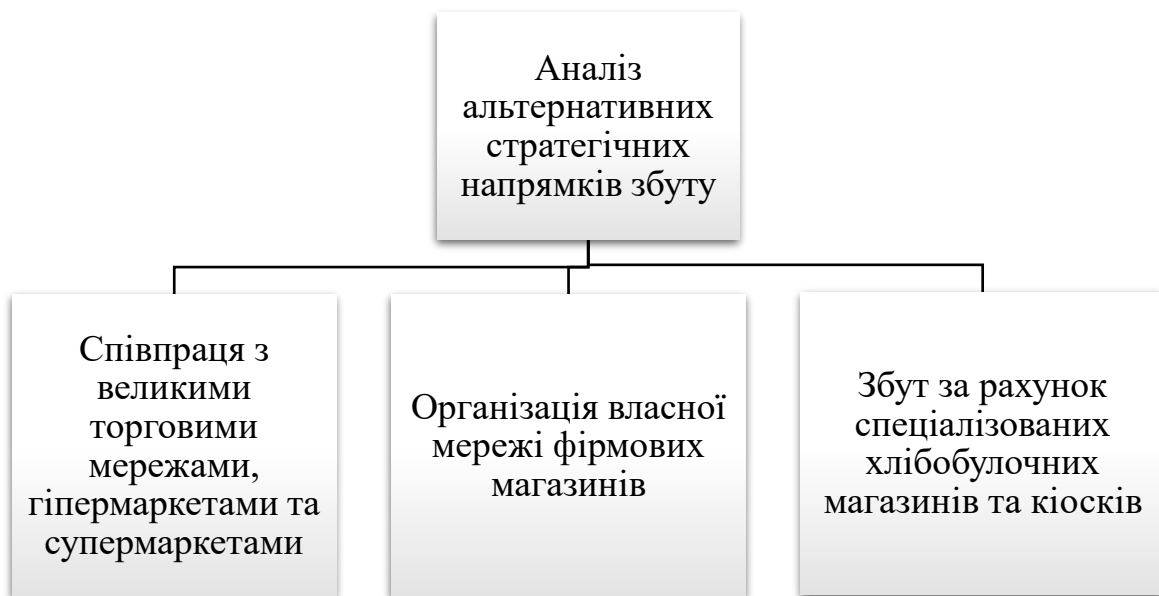 Аналіз
альтернативних
стратегічних
напрямків збуту
Співпраця з
великими
торговими
мережами,
гіпермаркетами та
супермаркетами
Організація власної
мережі фірмових
магазинів
Збут за рахунок
спеціалізованих
хлібобулочних
магазинів та кіосків